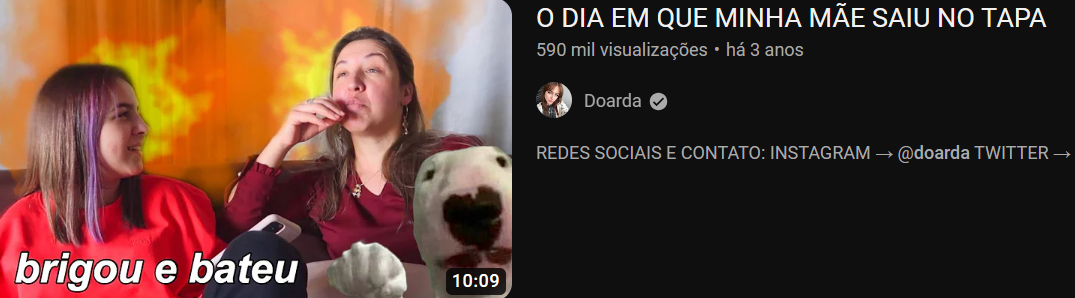 brigou e bateu
10:09
O DIA EM QUE MINHA MÃE SAIU NO TAPA
590 mil visualizações • há 3 anos
Doarda
REDES SOCIAIS E CONTATO: INSTAGRAM → @doarda TWITTER →